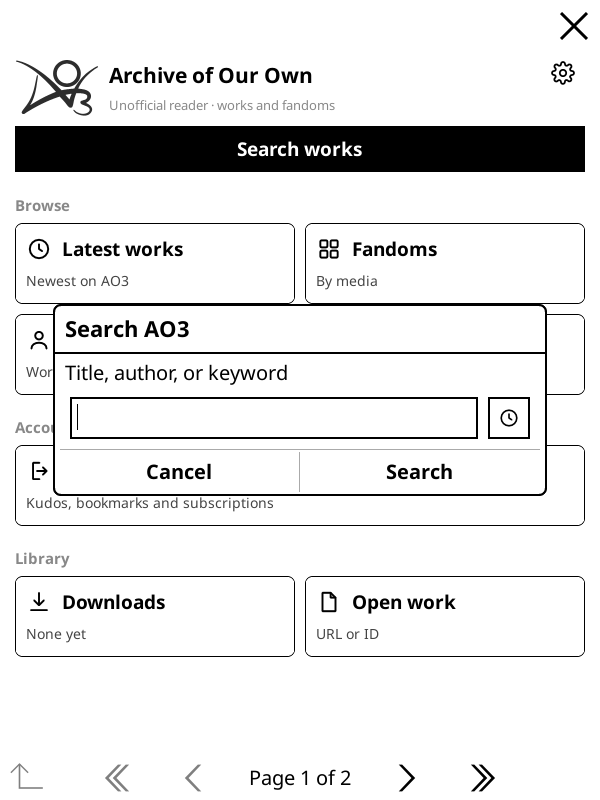 AO3
Archive of Our Own
Unofficial reader · works and fandoms
Search works
Browse
Latest works
Newest on AO3
Fandoms
By media
Search AO3
Title, author, or keyword
Cancel
Search
Kudos, bookmarks and subscriptions
Library
Downloads
None yet
Open work
URL or ID
Page 1 of 2